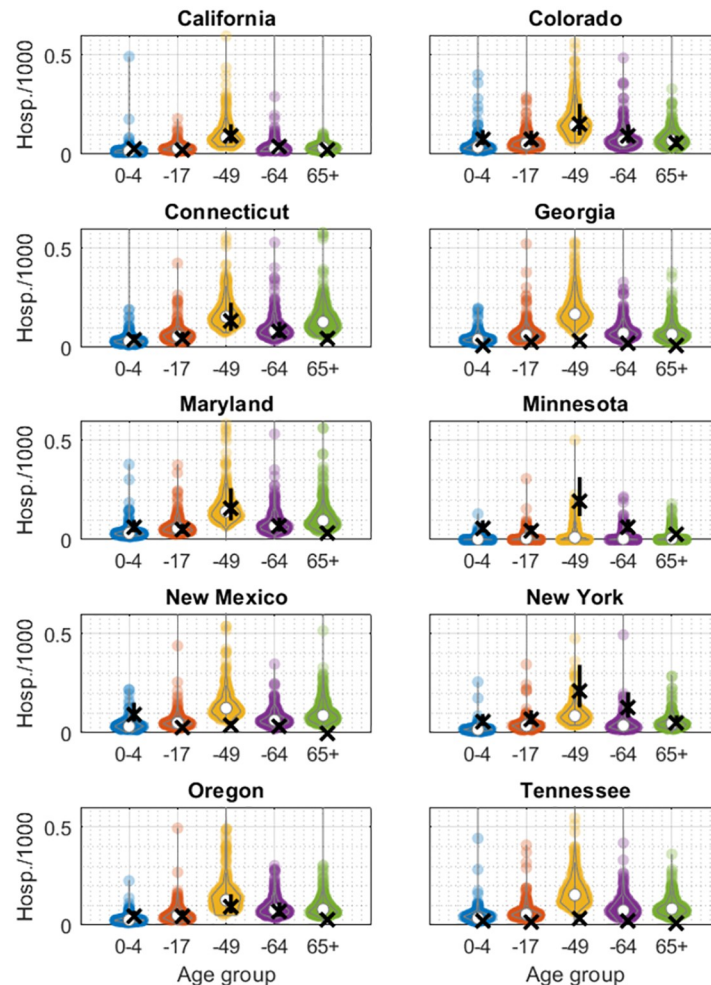 California
Colorado
Hosp./1000
0.5
0
0-4 -17 -49 -64 65+
0-4 -17 -49 -64 65+
Connecticut
Georgia
Hosp./1000
0.5
0
0-4 -17 -49 -64 65+
0-4 -17 -49 -64 65+
Maryland
Minnesota
Hosp./1000
0.5
0
0-4 -17 -49 -64 65+
0-4 -17 -49 -64 65+
New Mexico
New York
Hosp./1000
0.5
0
0-4 -17 -49 -64 65+
0-4 -17 -49 -64 65+
Oregon
Tennessee
Hosp./1000
0.5
0
0-4 -17 -49 -64 65+
0-4 -17 -49 -64 65+
Age group
Age group